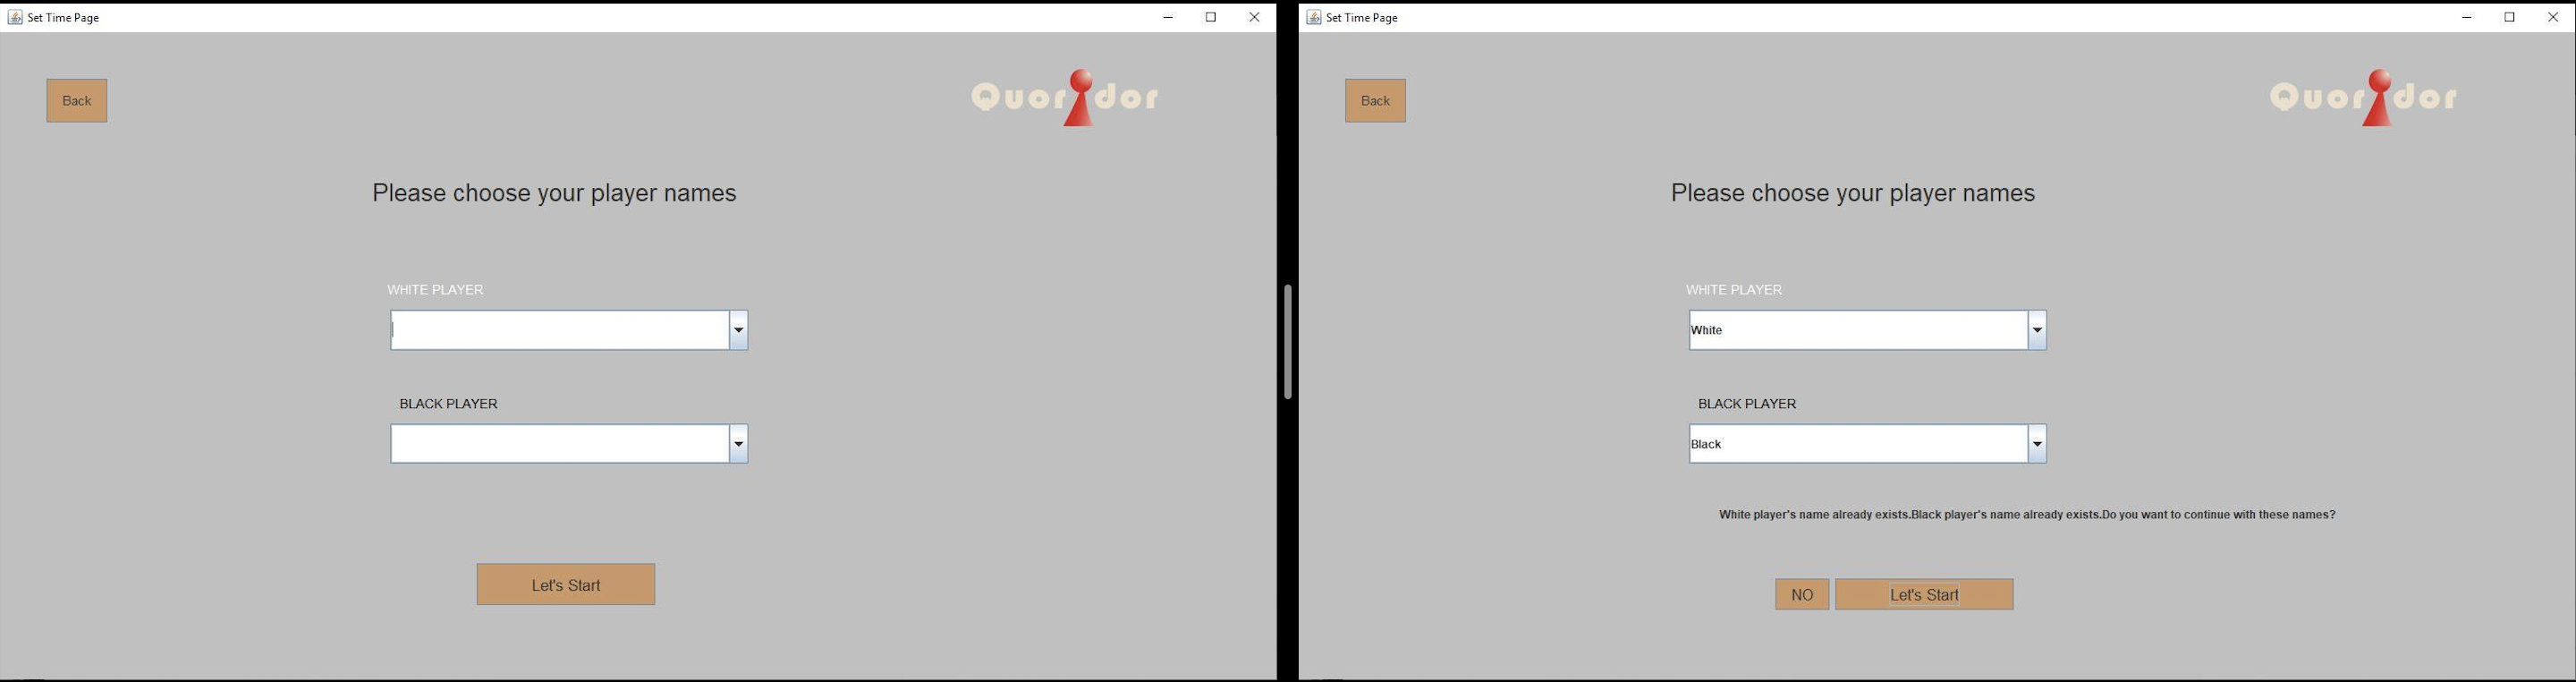 Set Time Page
Back
Quoridor
Please choose your player names
WHITE PLAYER
BLACK PLAYER
Let's Start
Set Time Page
Back
Quoridor
Please choose your player names
WHITE PLAYER
White
BLACK PLAYER
Black
White player's name already exists.Black player's name already exists.Do you want to continue with these names?
NO
Let's Start